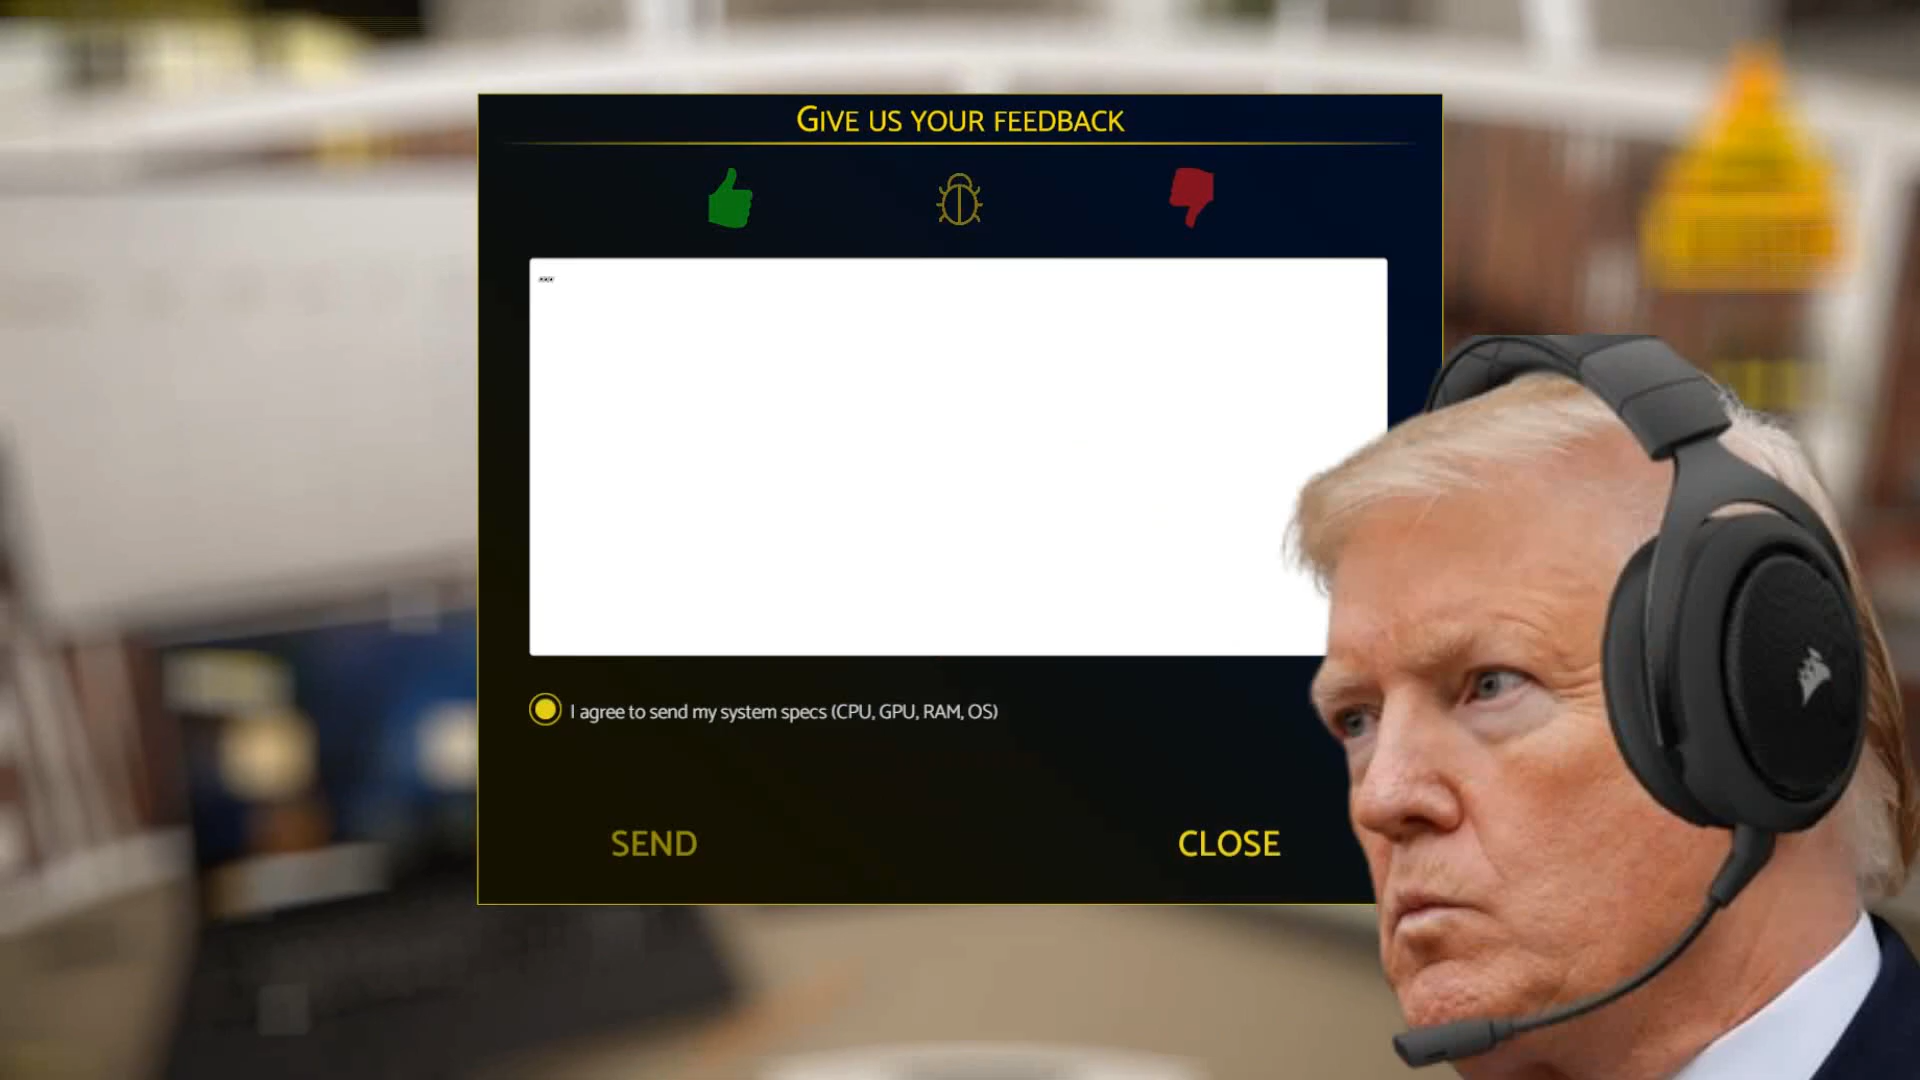 GIVE US YOUR FEEDBACK
I agree to send my system specs (CPU, GPU, RAM, OS)
SEND
CLOSE